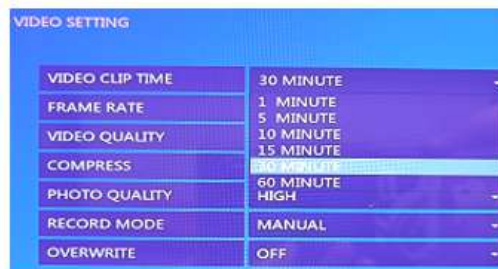 VIDEO SETTING
VIDEO CLIP TIME 30 MINUTE
FRAME RATE 1 MINUTE
5 MINUTE
VIDEO QUALITY 10 MINUTE
15 MINUTE
COMPRESS 30 MINUTE
60 MINUTE
PHOTO QUALITY HIGH
RECORD MODE MANUAL
OVERWRITE OFF